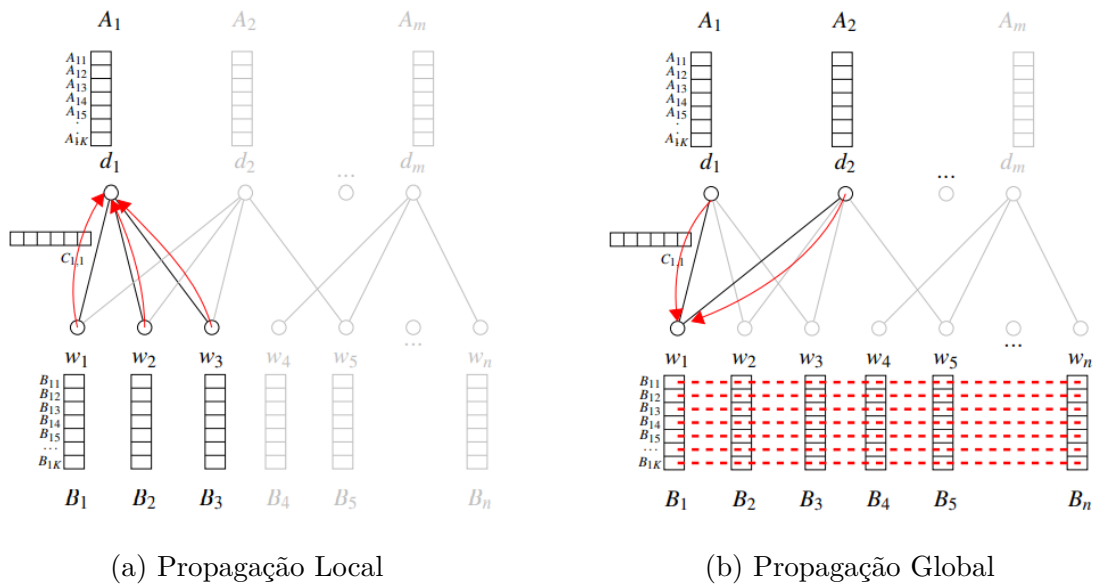 A₁ A₂ Aₘ
A₁₁
A₁₂
A₁₃
A₁₄
A₁₅
.
.
A₁K
d₁ d₂ ... dₘ
C₁,₁
...
w₁ w₂ w₃ w₄ w₅ wₙ
B₁₁
B₁₂
B₁₃
B₁₄
B₁₅
...
B₁K
B₁ B₂ B₃ B₄ B₅ Bₙ
(a) Propagação Local
A₁ A₂ Aₘ
A₁₁
A₁₂
A₁₃
A₁₄
A₁₅
.
.
A₁K
d₁ d₂ ... dₘ
C₁,₁
...
w₁ w₂ w₃ w₄ w₅ wₙ
B₁₁
B₁₂
B₁₃
B₁₄
B₁₅
...
B₁K
B₁ B₂ B₃ B₄ B₅ Bₙ
(b) Propagação Global